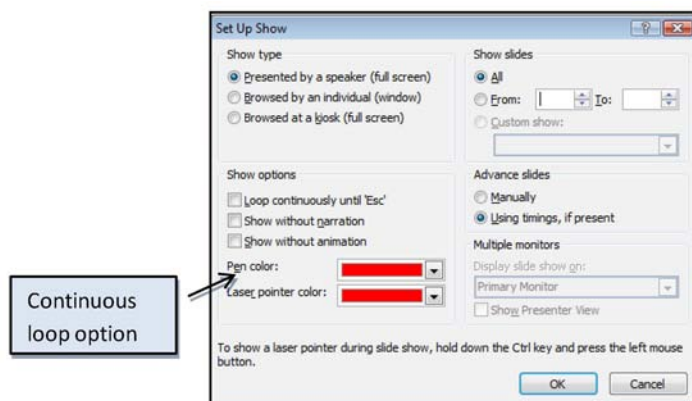 Set Up Show
Show type
Presented by a speaker (full screen)
Browsed by an individual (window)
Browsed at a kiosk (full screen)
Show slides
All
From: To:
Custom show:
Show options
Loop continuously until 'Esc'
Show without narration
Show without animation
Pen color:
Laser pointer color:
Advance slides
Manually
Using timings, if present
Multiple monitors
Display slide show on:
Primary Monitor
Show Presenter View
To show a laser pointer during slide show, hold down the Ctrl key and press the left mouse
button.
OK Cancel
Continuous
loop option